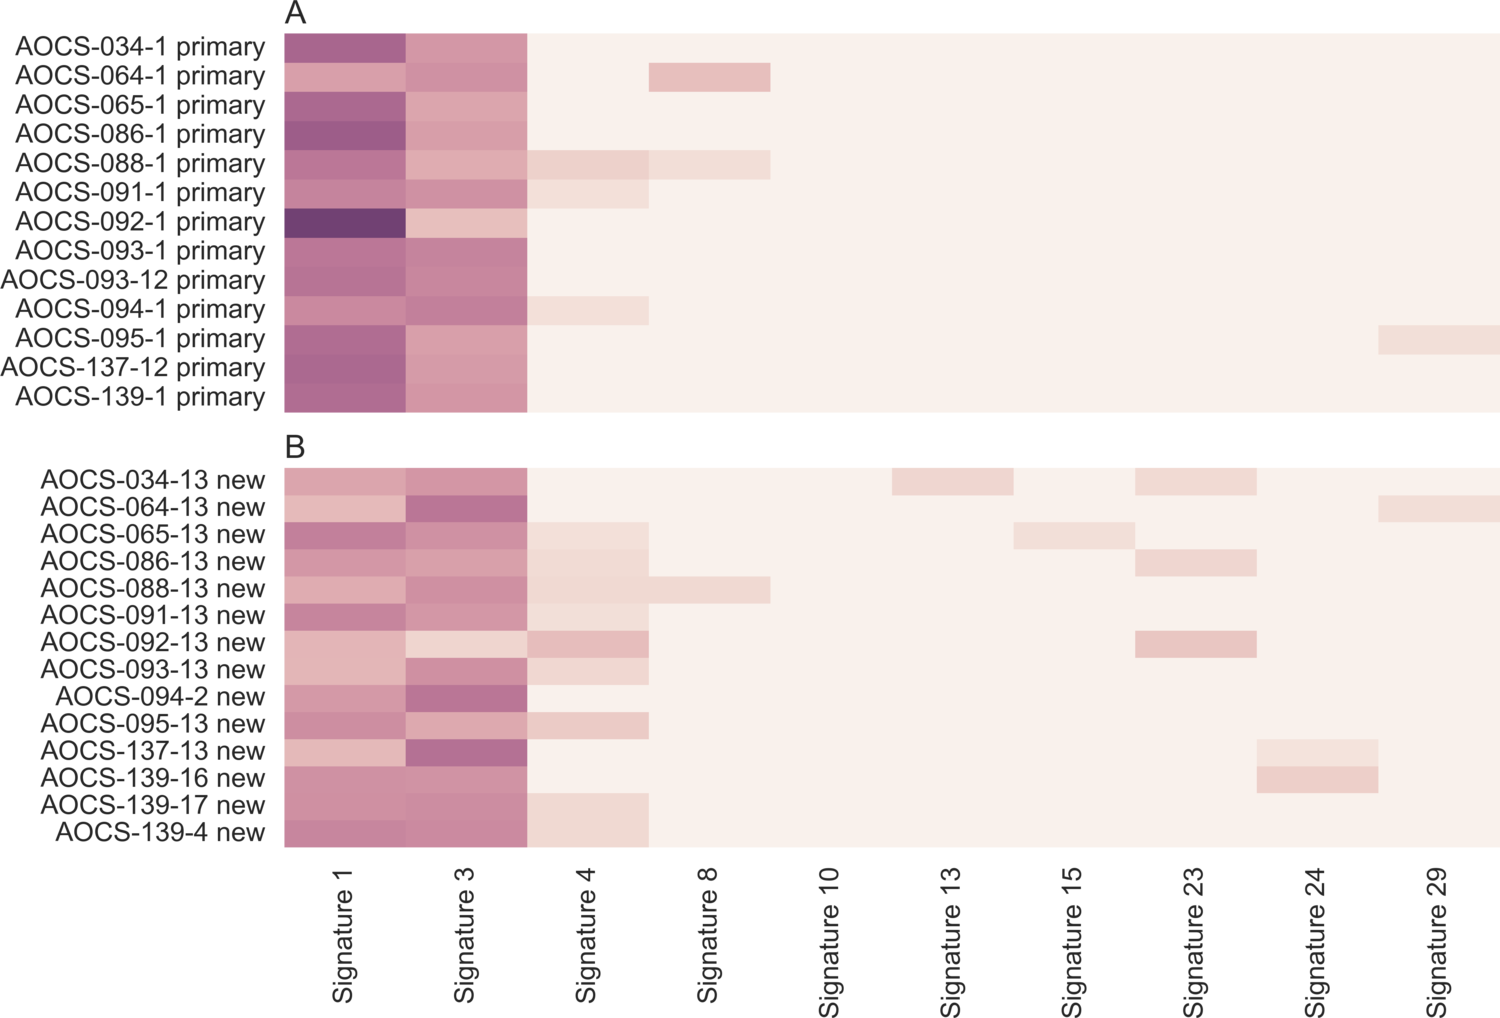 A
AOCS-034-1 primary
AOCS-064-1 primary
AOCS-065-1 primary
AOCS-086-1 primary
AOCS-088-1 primary
AOCS-091-1 primary
AOCS-092-1 primary
AOCS-093-1 primary
AOCS-093-12 primary
AOCS-094-1 primary
AOCS-095-1 primary
AOCS-137-12 primary
AOCS-139-1 primary
B
AOCS-034-13 new
AOCS-064-13 new
AOCS-065-13 new
AOCS-086-13 new
AOCS-088-13 new
AOCS-091-13 new
AOCS-092-13 new
AOCS-093-13 new
AOCS-094-2 new
AOCS-095-13 new
AOCS-137-13 new
AOCS-139-16 new
AOCS-139-17 new
AOCS-139-4 new
Signature 1
Signature 3
Signature 4
Signature 8
Signature 10
Signature 13
Signature 15
Signature 23
Signature 24
Signature 29